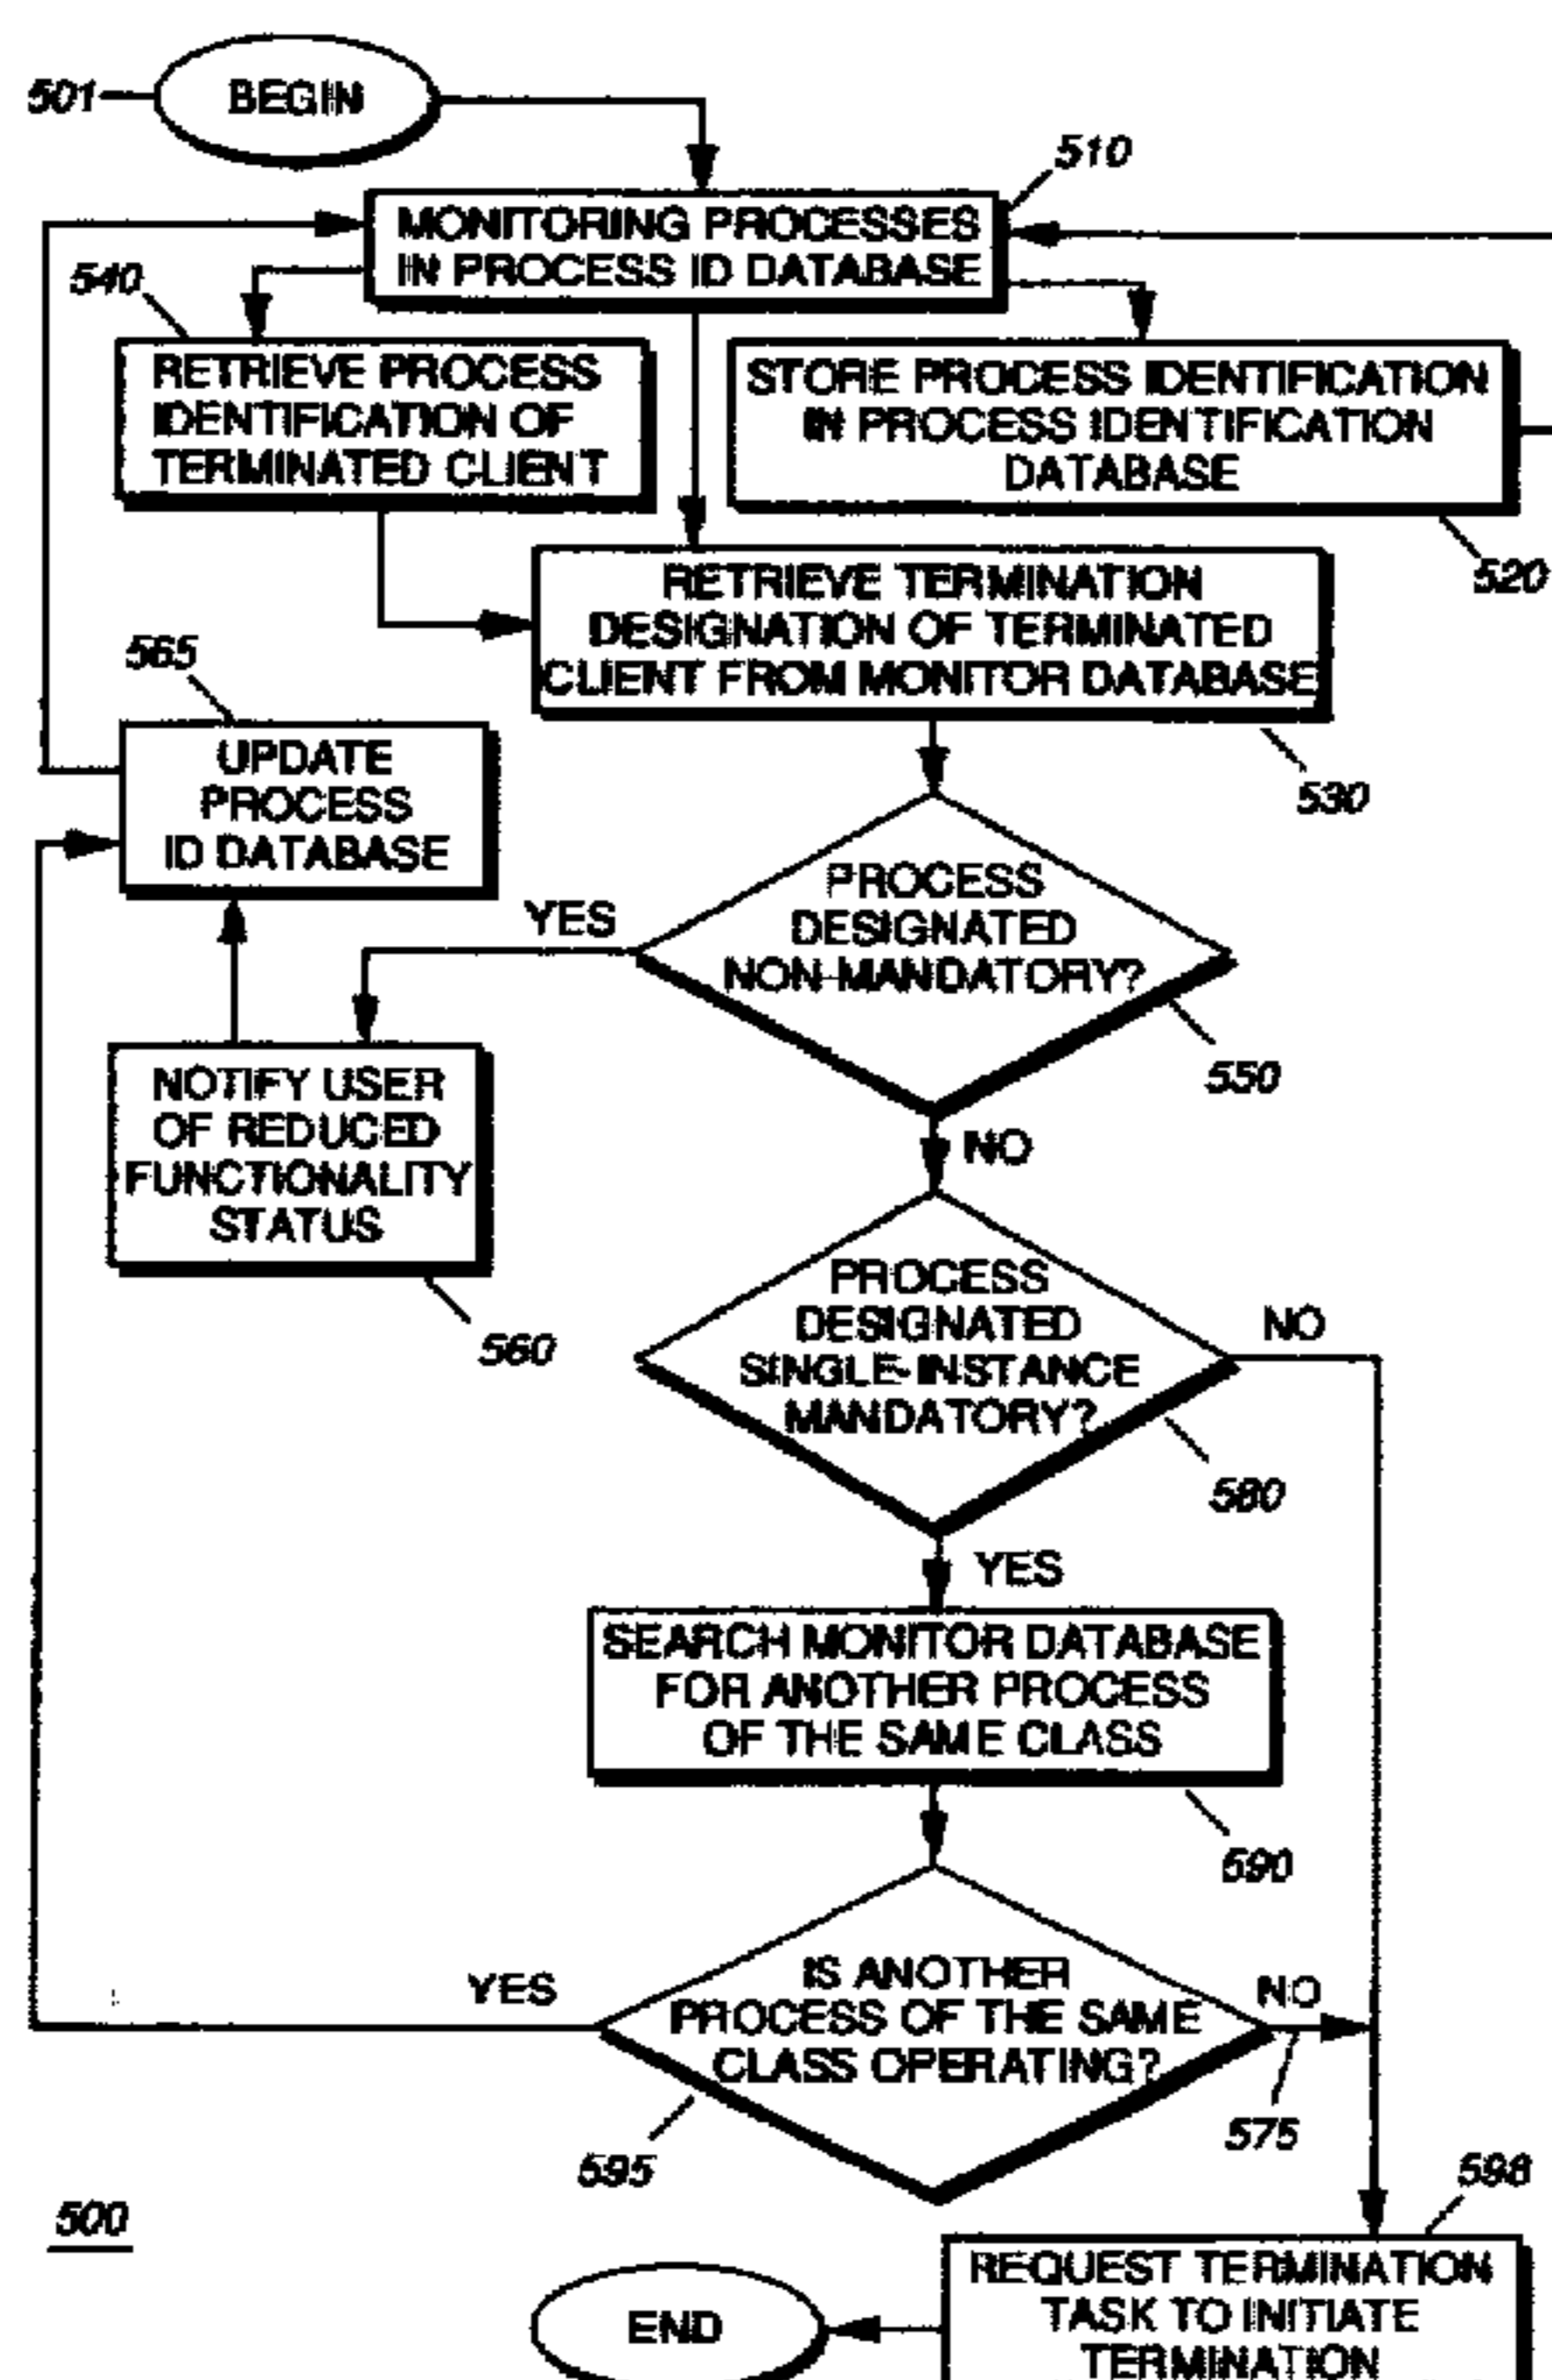 501
BEGIN
510
MONITORING PROCESSES
IN PROCESS ID DATABASE
540
RETRIEVE PROCESS
IDENTIFICATION OF
TERMINATED CLIENT
STORE PROCESS IDENTIFICATION
IN PROCESS IDENTIFICATION
DATABASE
520
RETRIEVE TERMINATION
DESIGNATION OF TERMINATED
CLIENT FROM MONITOR DATABASE
530
565
UPDATE
PROCESS
ID DATABASE
PROCESS
DESIGNATED
NON-MANDATORY?
YES
550
NOTIFY USER
OF REDUCED
FUNCTIONALITY
STATUS
560
NO
PROCESS
DESIGNATED
SINGLE-INSTANCE
MANDATORY?
NO
580
YES
SEARCH MONITOR DATABASE
FOR ANOTHER PROCESS
OF THE SAME CLASS
590
YES
IS ANOTHER
PROCESS OF THE SAME
CLASS OPERATING?
NO
575
595
598
500
REQUEST TERMINATION
TASK TO INITIATE
TERMINATION
END